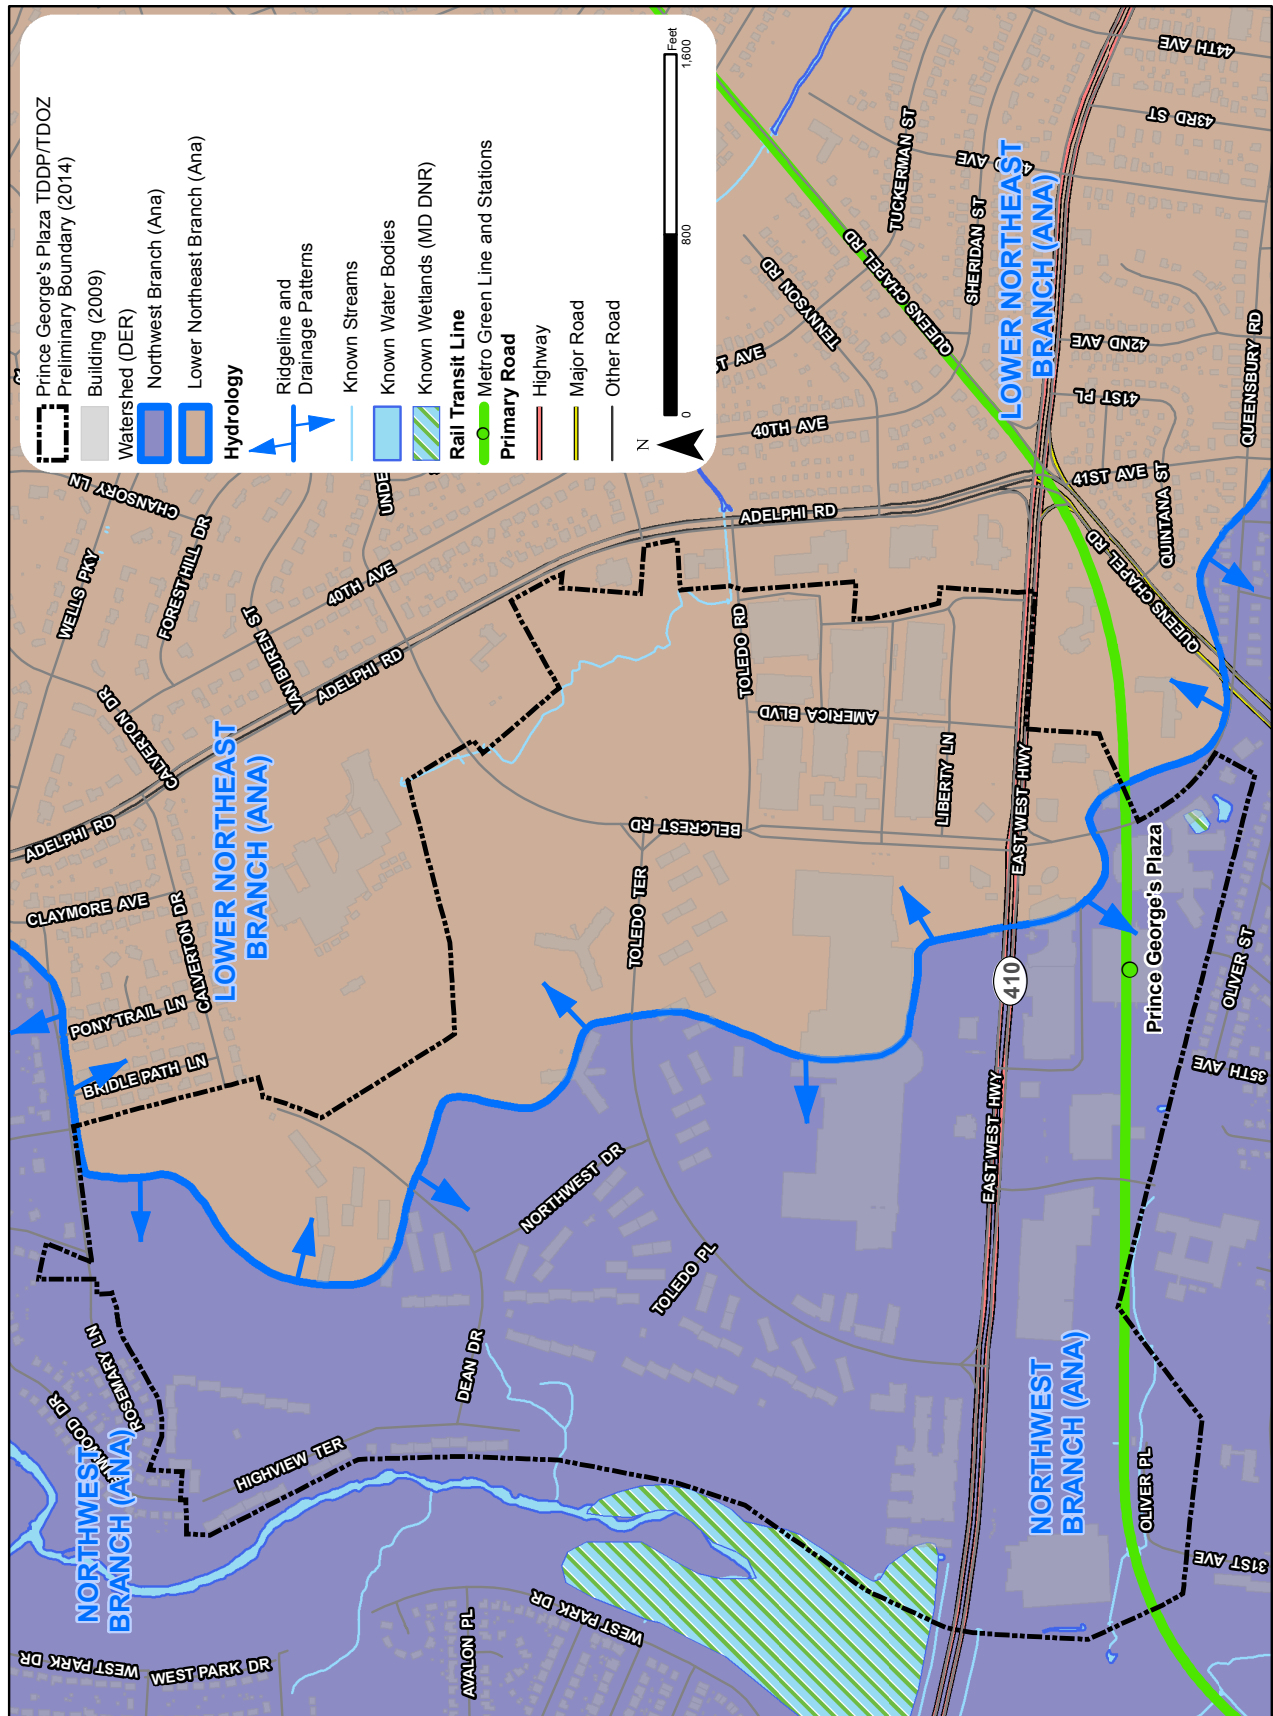 Prince George's Plaza TDDP/TDOZ
Preliminary Boundary (2014)
Building (2009)
Watershed (DER)
Northwest Branch (Ana)
Lower Northeast Branch (Ana)
Hydrology
Ridgeline and
Drainage Patterns
Known Streams
Known Water Bodies
Known Wetlands (MD DNR)
Rail Transit Line
Metro Green Line and Stations
Primary Road
Highway
Major Road
Other Road
N
0
800
1,600
Feet
WELLS PKY
CHANSORY LN
FOREST HILL DR
40TH AVE
VAN BUREN ST
ADELPHI RD
CALVERTON DR
ADELPHI RD
CLAYMORE AVE
CALVERTON DR
PONY TRAIL LN
BRIDLE PATH LN
LOWER NORTHEAST
BRANCH (ANA)
ROSEMARY LN
NORTHWEST
BRANCH (ANA)
HIGHVIEW TER
WEST PARK DR
WEST PARK DR
AVALON PL
WEST PARK DR
DEAN DR
NORTHWEST DR
TOLEDO PL
TOLEDO TER
BELCREST
RD
TOLEDO RD
AMERICA BLVD
LIBERTY LN
ADELPHI RD
40TH AVE
TENNYSON RD
QUEENS CHAPEL RD
TUCKERMAN ST
SHERIDAN ST
LOWER NORTHEAST
BRANCH (ANA)
44TH AVE
43RD ST
42ND AVE
41ST PL
41ST AVE
QUEENSBURY RD
QUINTANA ST
QUEENS CHAPEL RD
EAST WEST HWY
410
EAST WEST HWY
Prince George's Plaza
OLIVER ST
35TH AVE
NORTHWEST
BRANCH (ANA)
OLIVER PL
31ST AVE